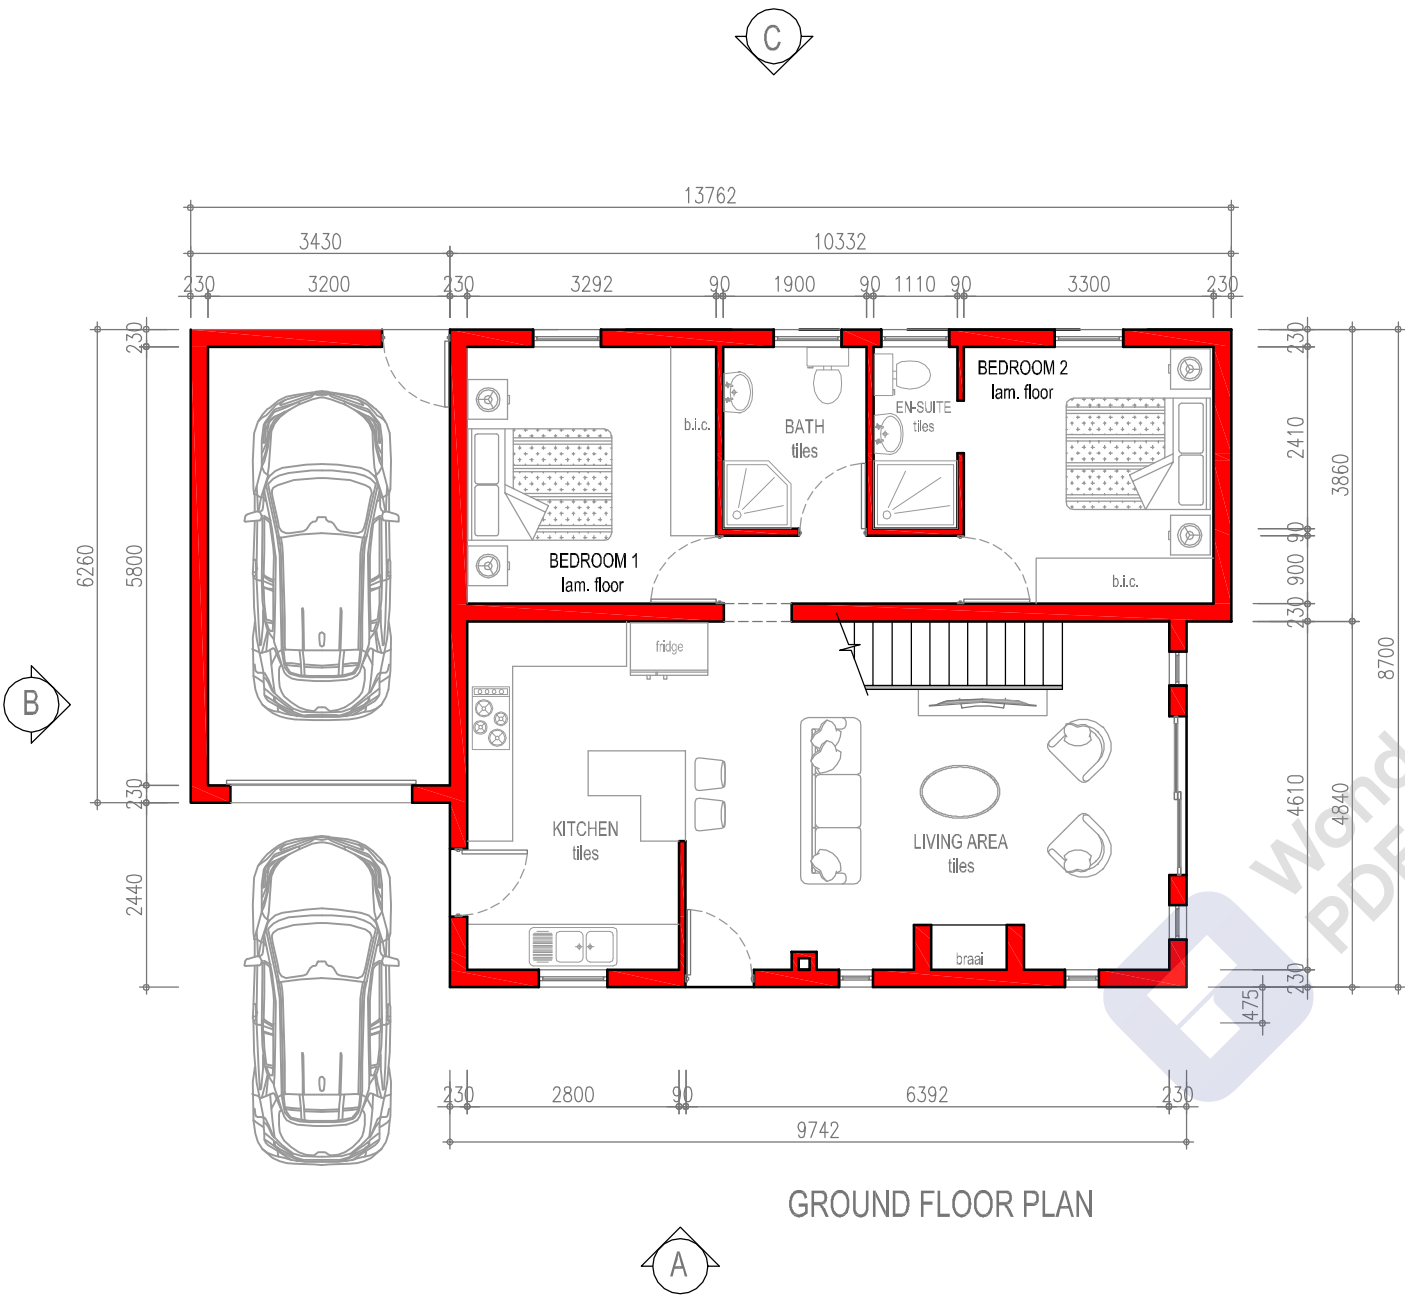 C
13762
3430 10332
230 3200 230 3292 90 1900 90 1110 90 3300 230
230
5800
230
2440
6260
230
2410
90
900
230
4610
230
475
3860
4840
8700
BEDROOM 1
lam. floor
b.i.c.
BATH
tiles
EN-SUITE
tiles
BEDROOM 2
lam. floor
b.i.c.
fridge
KITCHEN
tiles
LIVING AREA
tiles
braai
B
230 2800 90 6392 230
9742
GROUND FLOOR PLAN
A